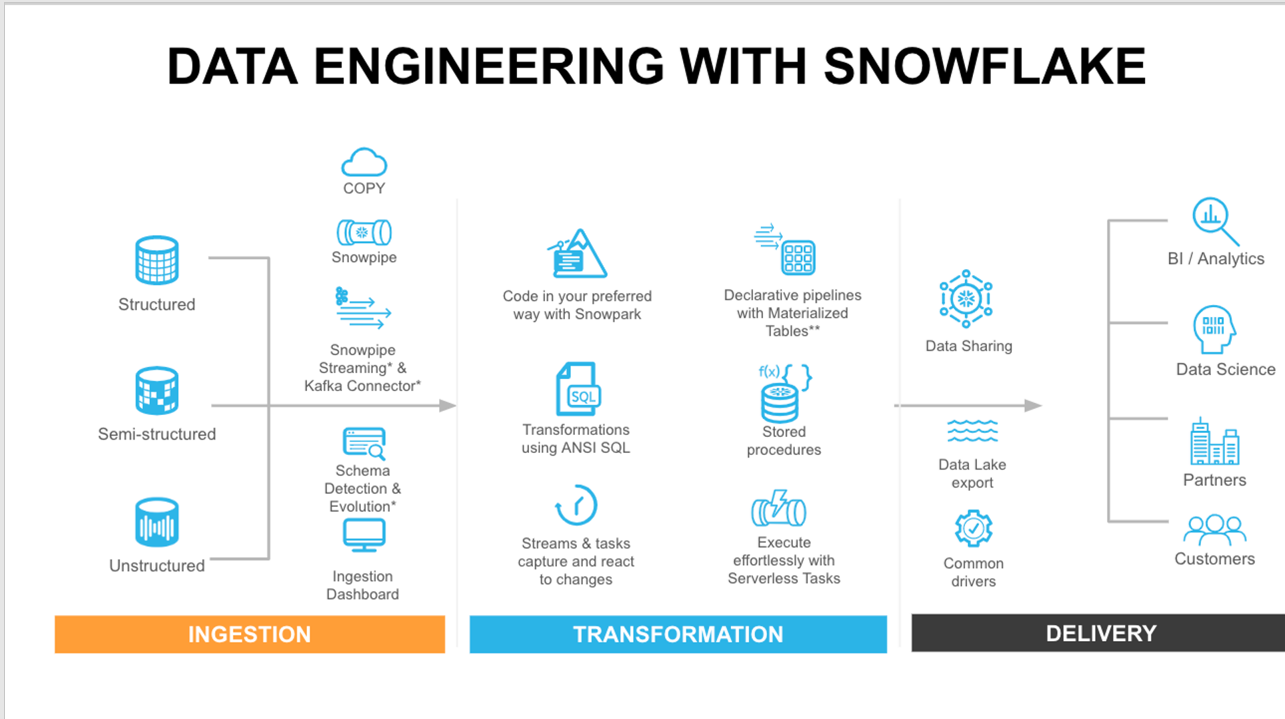 DATA ENGINEERING WITH SNOWFLAKE
Structured
Semi-structured
Unstructured
COPY
Snowpipe
Snowpipe
Streaming* &
Kafka Connector*
Schema
Detection &
Evolution*
Ingestion
Dashboard
INGESTION
Code in your preferred
way with Snowpark
Declarative pipelines
with Materialized
Tables**
SQL
Transformations
using ANSI SQL
f(x) { }
Stored
procedures
Streams & tasks
capture and react
to changes
Execute
effortlessly with
Serverless Tasks
TRANSFORMATION
Data Sharing
Data Lake
export
Common
drivers
BI / Analytics
Data Science
Partners
Customers
DELIVERY